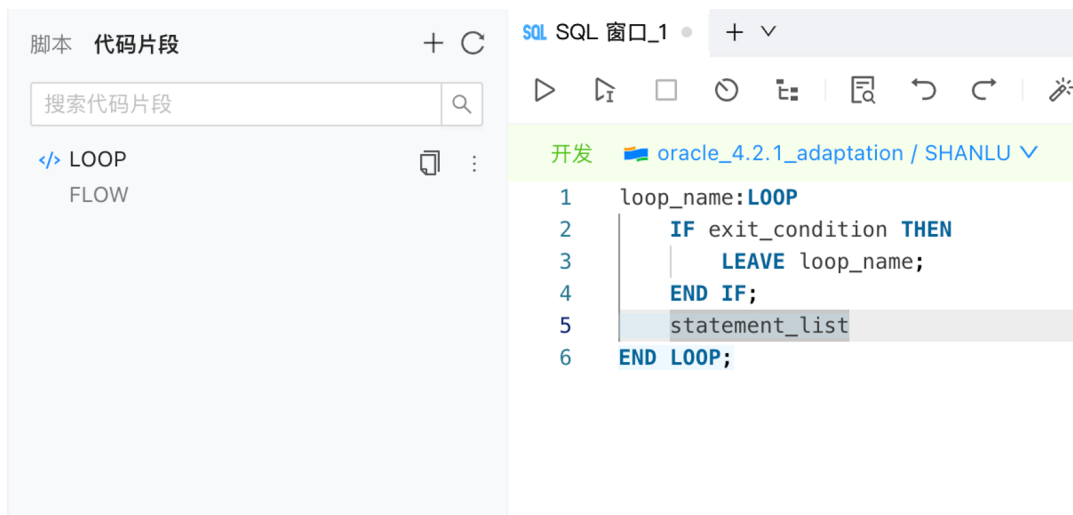 脚本 代码片段
搜索代码片段
</> LOOP
FLOW
SQL SQL 窗口_1
开发 oracle_4.2.1_adaptation / SHANLU
1 loop_name:LOOP
2 IF exit_condition THEN
3 LEAVE loop_name;
4 END IF;
5 statement_list
6 END LOOP;